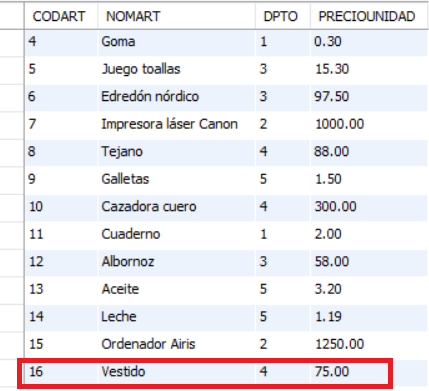 CODART NOMART DPTO PRECIOUNIDAD
4 Goma 1 0.30
5 Juego toallas 3 15.30
6 Edredón nórdico 3 97.50
7 Impresora láser Canon 2 1000.00
8 Tejano 4 88.00
9 Galletas 5 1.50
10 Cazadora cuero 4 300.00
11 Cuaderno 1 2.00
12 Albornoz 3 58.00
13 Aceite 5 3.20
14 Leche 5 1.19
15 Ordenador Airis 2 1250.00
16 Vestido 4 75.00